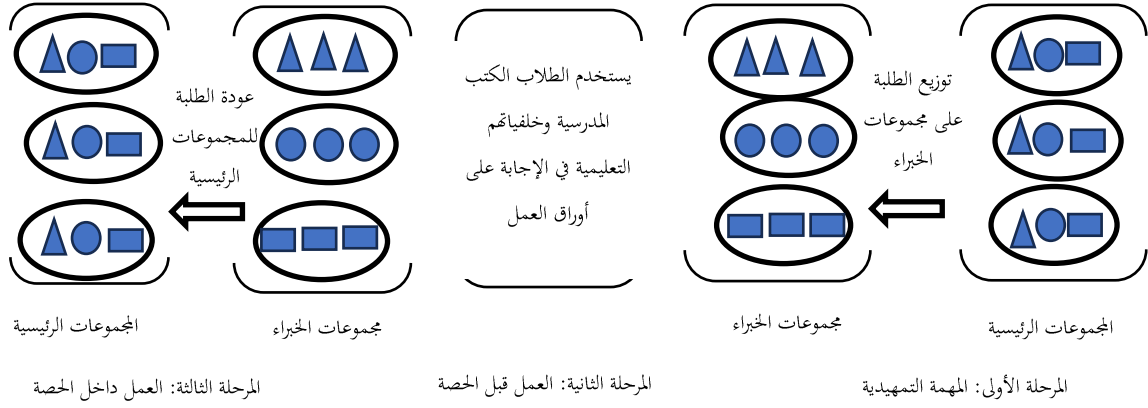 توزيع الطلبة
على مجموعات
الخبراء
المجموعات الرئيسية
مجموعات الخبراء
المرحلة الأولى: المهمة التمهيدية
يستخدم الطلاب الكتب
المدرسية وخلفياتهم
التعليمية في الإجابة على
أوراق العمل
المرحلة الثانية: العمل قبل الحصة
عودة الطلبة
للمجموعات
الرئيسية
مجموعات الخبراء
المجموعات الرئيسية
المرحلة الثالثة: العمل داخل الحصة